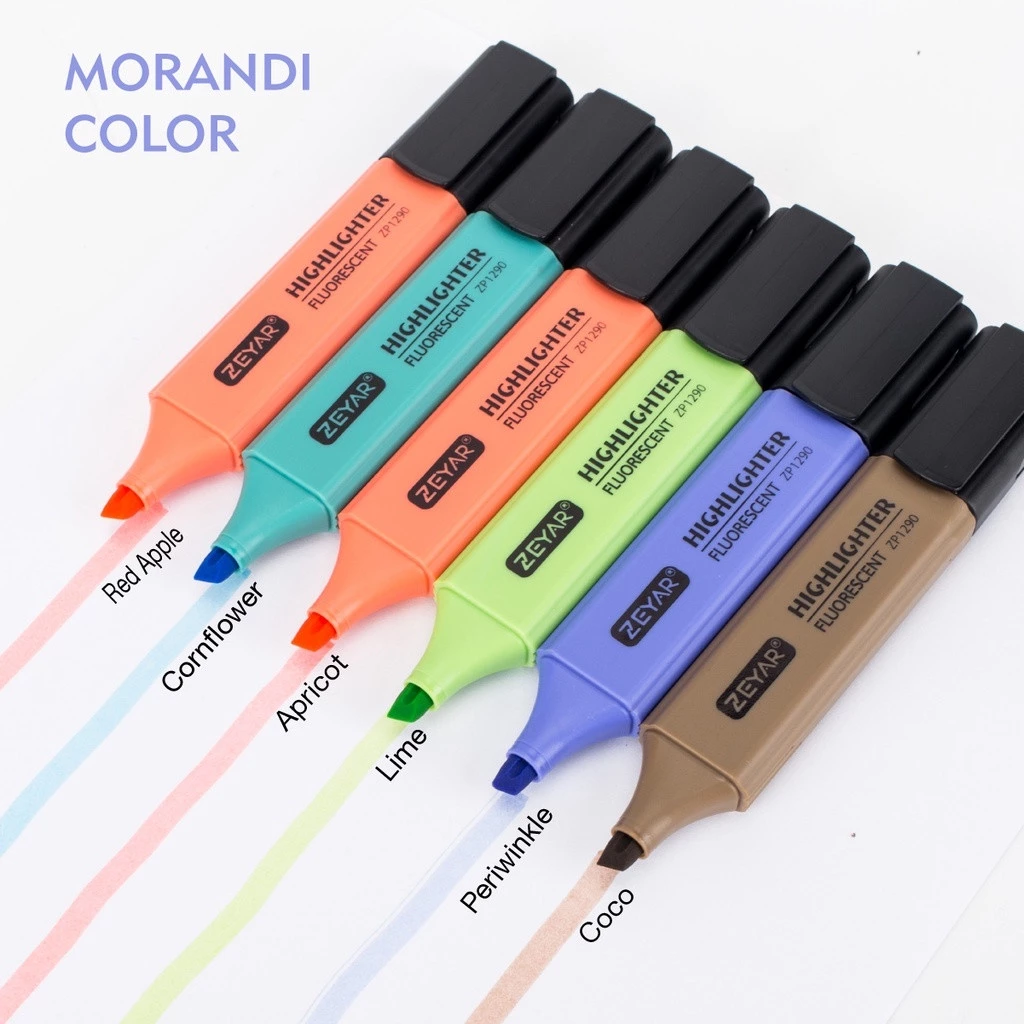 MORANDI
COLOR
HIGHLIGHTER
FLUORESCENT ZP1290
ZEYAR®
Red Apple
HIGHLIGHTER
FLUORESCENT ZP1290
ZEYAR®
Cornflower
HIGHLIGHTER
FLUORESCENT ZP1290
ZEYAR®
Apricot
HIGHLIGHTER
FLUORESCENT ZP1290
ZEYAR®
Lime
HIGHLIGHTER
FLUORESCENT ZP1290
ZEYAR®
Periwinkle
HIGHLIGHTER
FLUORESCENT ZP1290
ZEYAR®
Coco